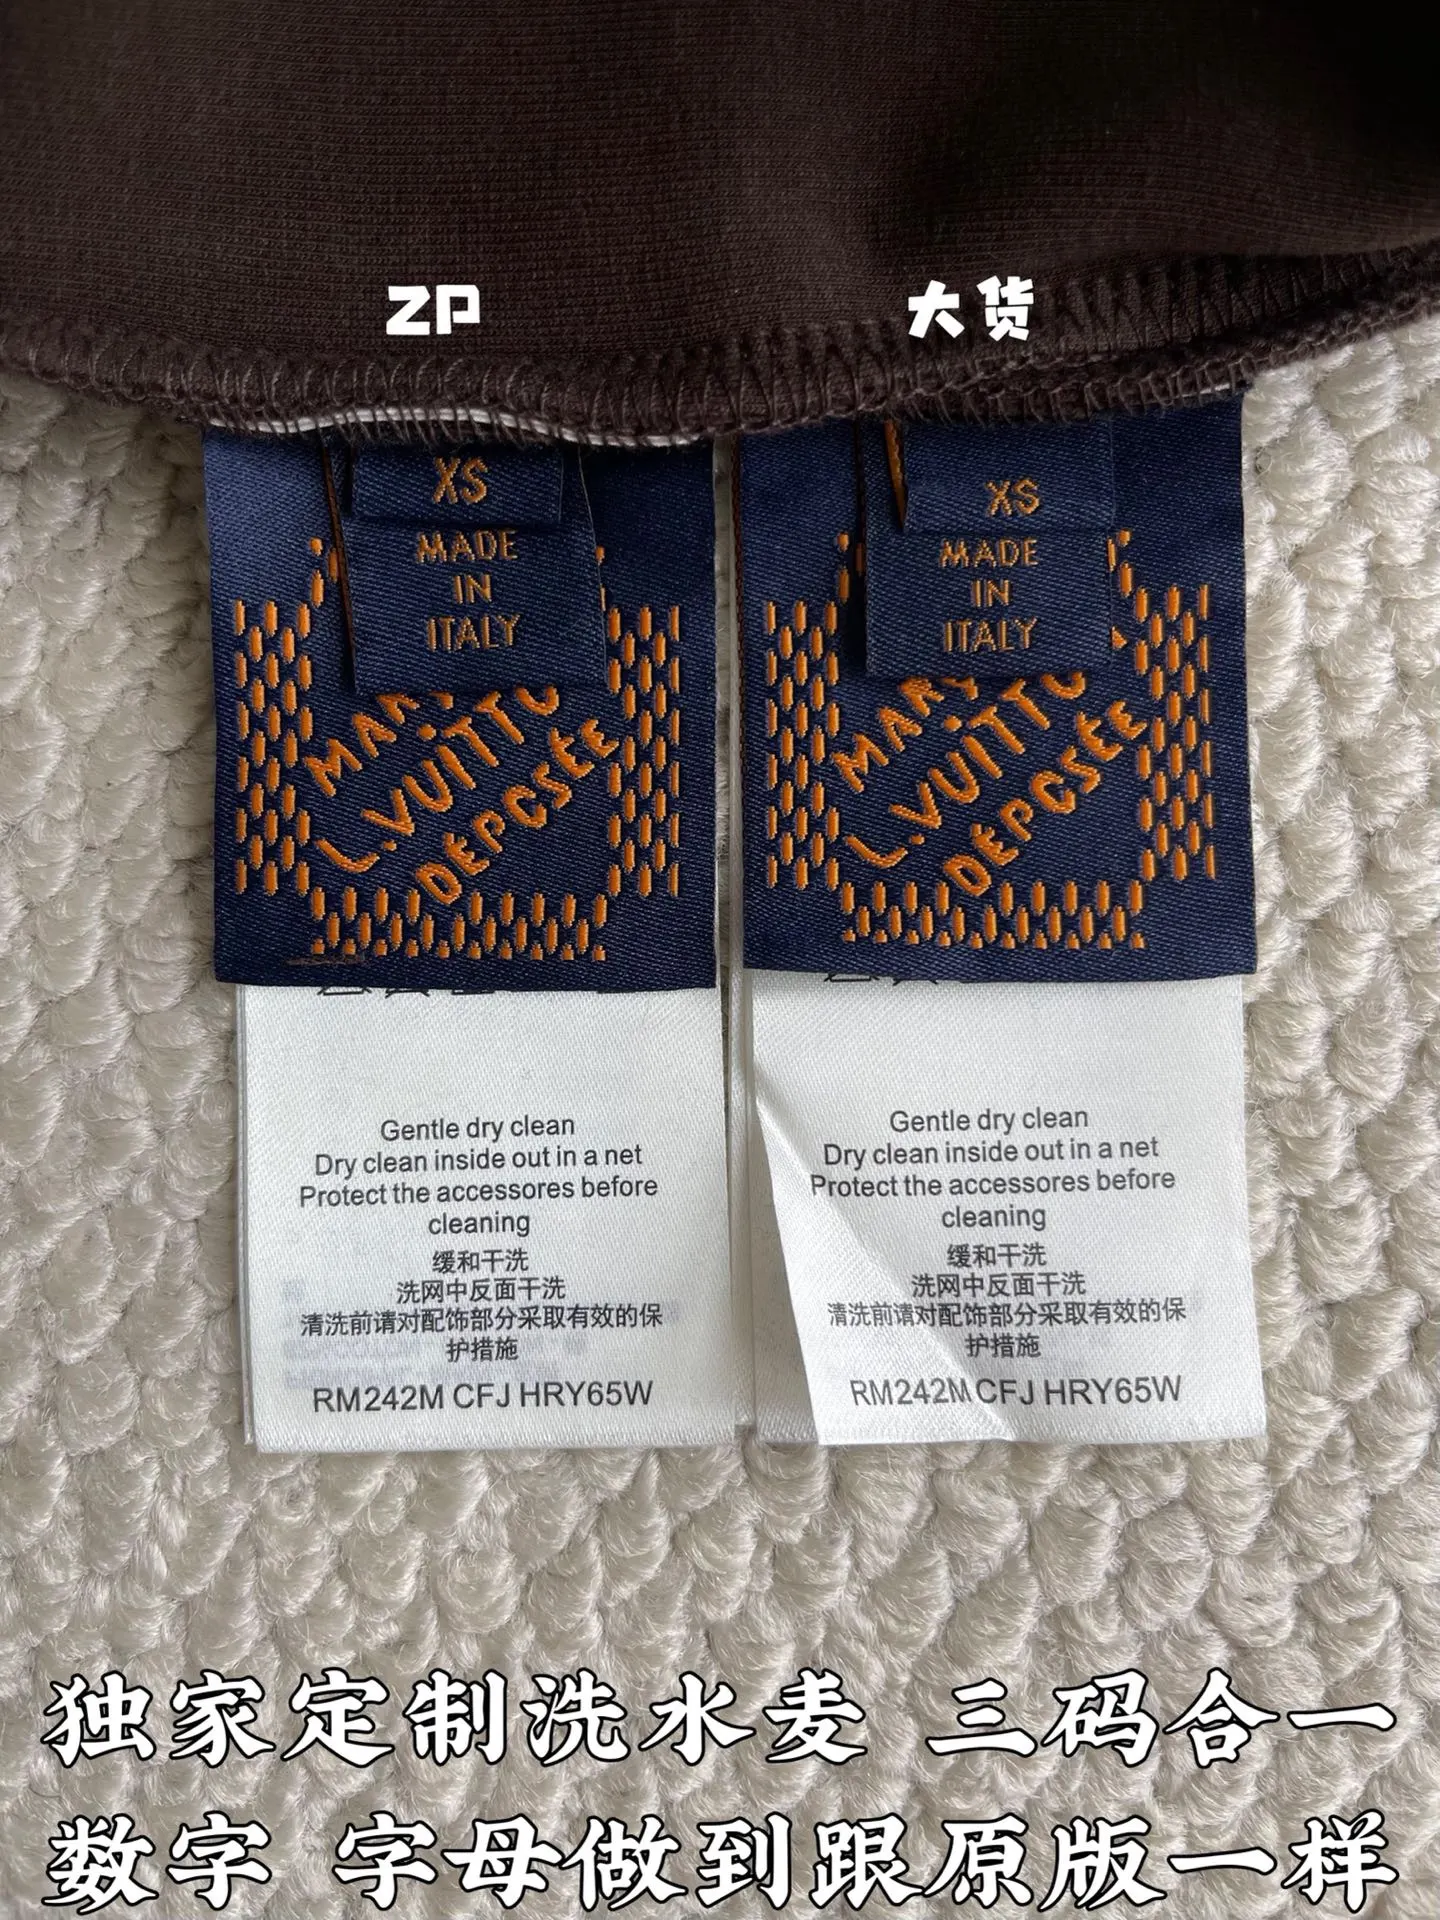 ZP
大货
XS
MADE
IN
ITALY
L.VUITTO
DÉPOSÉE
Gentle dry clean
Dry clean inside out in a net
Protect the accessores before
cleaning
缓和干洗
洗网中反面干洗
清洗前请对配饰部分采取有效的保
护措施
RM242M CFJ HRY65W
XS
MADE
IN
ITALY
L.VUITTO
DÉPOSÉE
Gentle dry clean
Dry clean inside out in a net
Protect the accessores before
cleaning
缓和干洗
洗网中反面干洗
清洗前请对配饰部分采取有效的保
护措施
RM242M CFJ HRY65W
独家定制洗水麦 三码合一
数字 字母做到跟原版一样